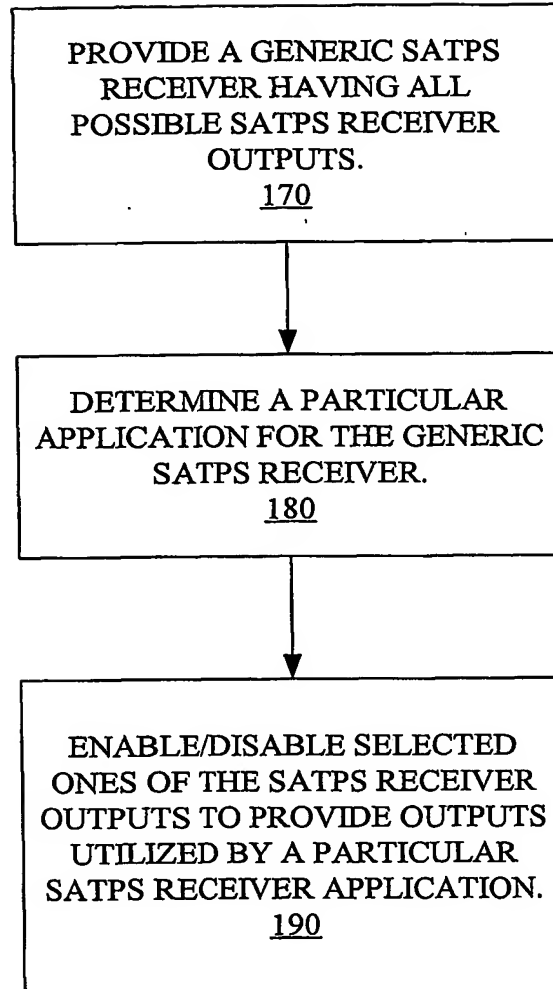 PROVIDE A GENERIC SATPS
RECEIVER HAVING ALL
POSSIBLE SATPS RECEIVER
OUTPUTS.
170
DETERMINE A PARTICULAR
APPLICATION FOR THE GENERIC
SATPS RECEIVER.
180
ENABLE/DISABLE SELECTED
ONES OF THE SATPS RECEIVER
OUTPUTS TO PROVIDE OUTPUTS
UTILIZED BY A PARTICULAR
SATPS RECEIVER APPLICATION.
190